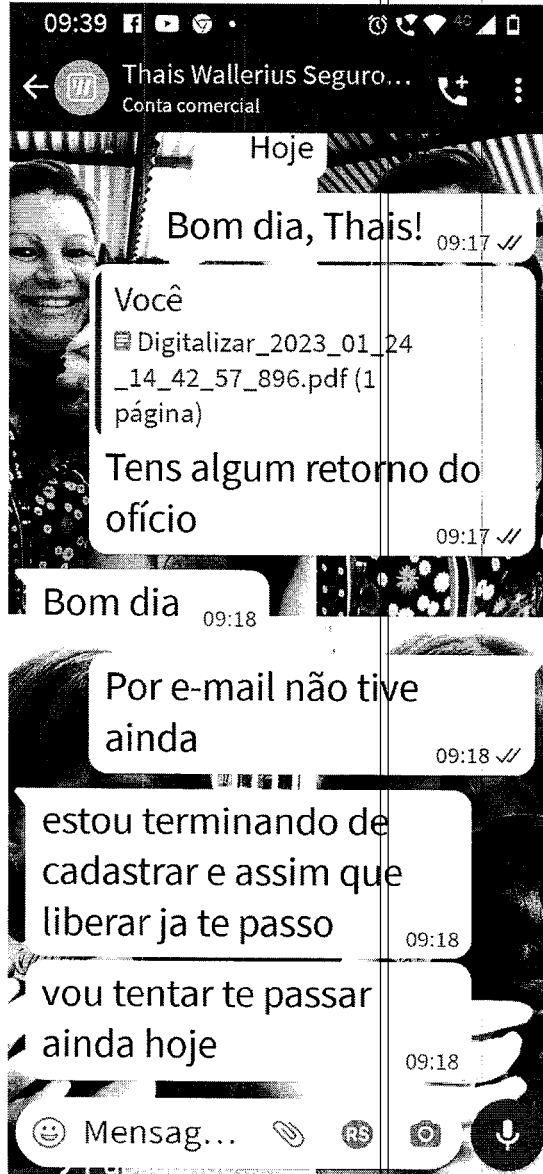 09:39
4G
Thais Wallerius Seguro...
Conta comercial
Hoje
Bom dia, Thais!
09:17
Você
Digitalizar_2023_01_24
_14_42_57_896.pdf (1
página)
Tens algum retorno do
ofício
09:17
Bom dia
09:18
Por e-mail não tive
ainda
09:18
estou terminando de
cadastrar e assim que
liberar ja te passo
09:18
vou tentar te passar
ainda hoje
09:18
Mensag...
R$